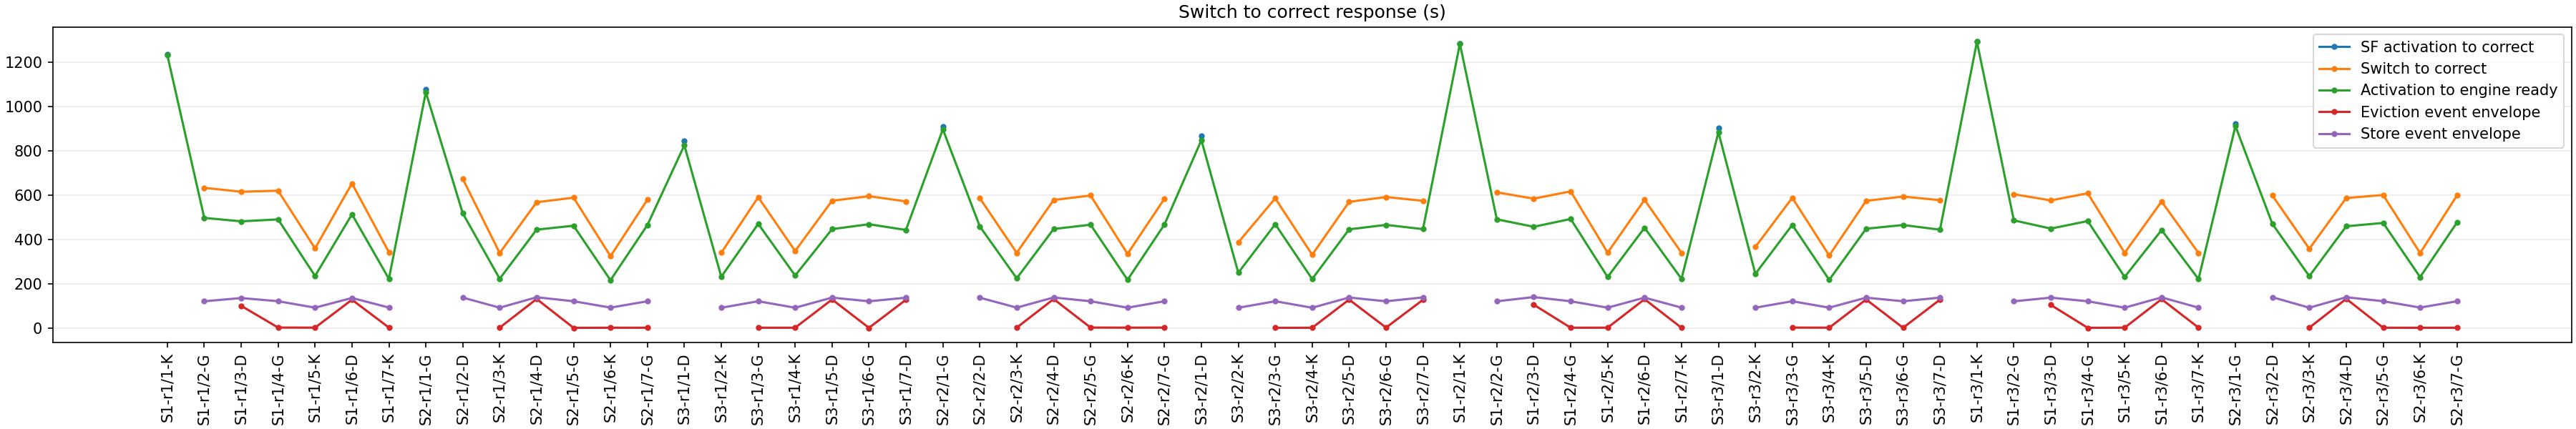 Switch to correct response (s)
1200
1000
800
600
400
200
0
SF activation to correct
Switch to correct
Activation to engine ready
Eviction event envelope
Store event envelope
S1-r1/1-K
S1-r1/2-G
S1-r1/3-D
S1-r1/4-G
S1-r1/5-K
S1-r1/6-D
S1-r1/7-K
S2-r1/1-G
S2-r1/2-D
S2-r1/3-K
S2-r1/4-D
S2-r1/5-G
S2-r1/6-K
S2-r1/7-G
S3-r1/1-D
S3-r1/2-K
S3-r1/3-G
S3-r1/4-K
S3-r1/5-D
S3-r1/6-G
S3-r1/7-D
S2-r2/1-G
S2-r2/2-D
S2-r2/3-K
S2-r2/4-D
S2-r2/5-G
S2-r2/6-K
S2-r2/7-G
S3-r2/1-D
S3-r2/2-K
S3-r2/3-G
S3-r2/4-K
S3-r2/5-D
S3-r2/6-G
S3-r2/7-D
S1-r2/1-K
S1-r2/2-G
S1-r2/3-D
S1-r2/4-G
S1-r2/5-K
S1-r2/6-D
S1-r2/7-K
S3-r3/1-D
S3-r3/2-K
S3-r3/3-G
S3-r3/4-K
S3-r3/5-D
S3-r3/6-G
S3-r3/7-D
S1-r3/1-K
S1-r3/2-G
S1-r3/3-D
S1-r3/4-G
S1-r3/5-K
S1-r3/6-D
S1-r3/7-K
S2-r3/1-G
S2-r3/2-D
S2-r3/3-K
S2-r3/4-D
S2-r3/5-G
S2-r3/6-K
S2-r3/7-G